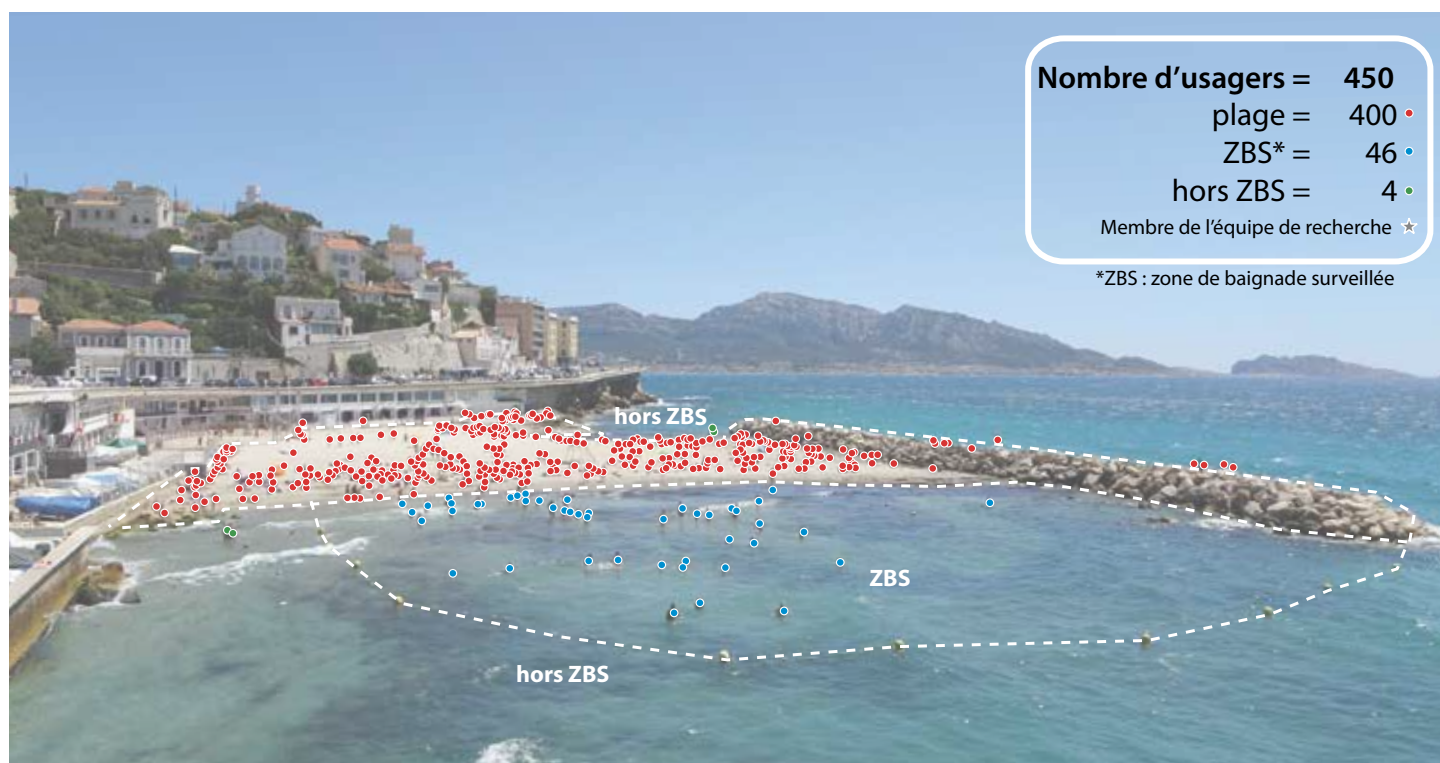 Nombre d'usagers = 450
plage = 400
ZBS* = 46
hors ZBS = 4
Membre de l'équipe de recherche
*ZBS : zone de baignade surveillée
hors ZBS
ZBS
hors ZBS